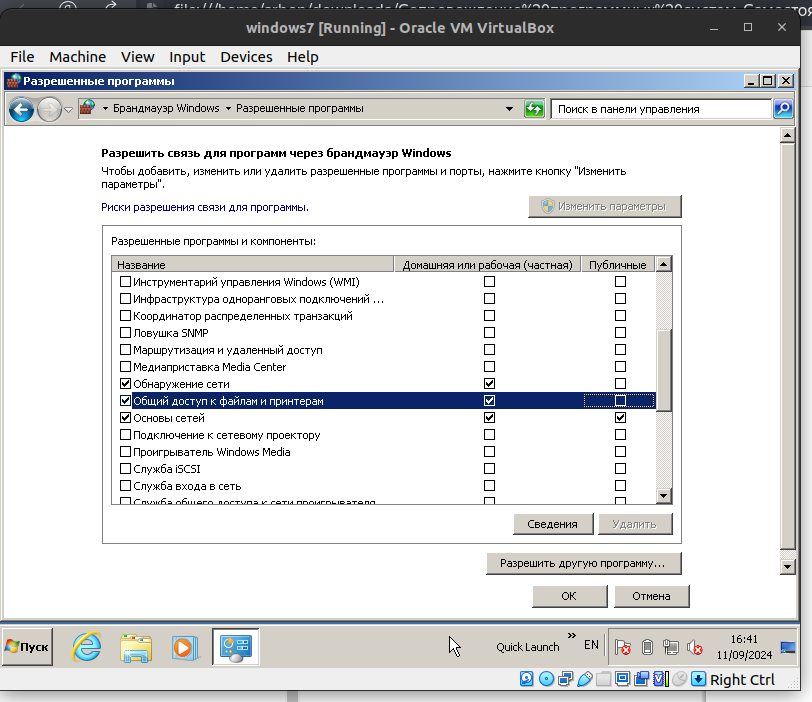 windows7 [Running] - Oracle VM VirtualBox
File Machine View Input Devices Help
Разрешенные программы
Брандмауэр Windows Разрешенные программы
Поиск в панели управления
Разрешить связь для программ через брандмауэр Windows
Чтобы добавить, изменить или удалить разрешенные программы и порты, нажмите кнопку "Изменить
параметры".
Риски разрешения связи для программы.
Изменить параметры
Разрешенные программы и компоненты:
Название Домашняя или рабочая (частная) Публичные
Инструментарий управления Windows (WMI)
Инфраструктура одноранговых подключений ...
Координатор распределенных транзакций
Ловушка SNMP
Маршрутизация и удаленный доступ
Медиаприставка Media Center
Обнаружение сети
Общий доступ к файлам и принтерам
Основы сетей
Подключение к сетевому проектору
Проигрыватель Windows Media
Служба iSCSI
Служба входа в сеть
Служба общего доступа к сети проигрывателя
Сведения Удалить
Разрешить другую программу...
ОК Отмена
Пуск Quick Launch » EN 16:41
11/09/2024
Right Ctrl